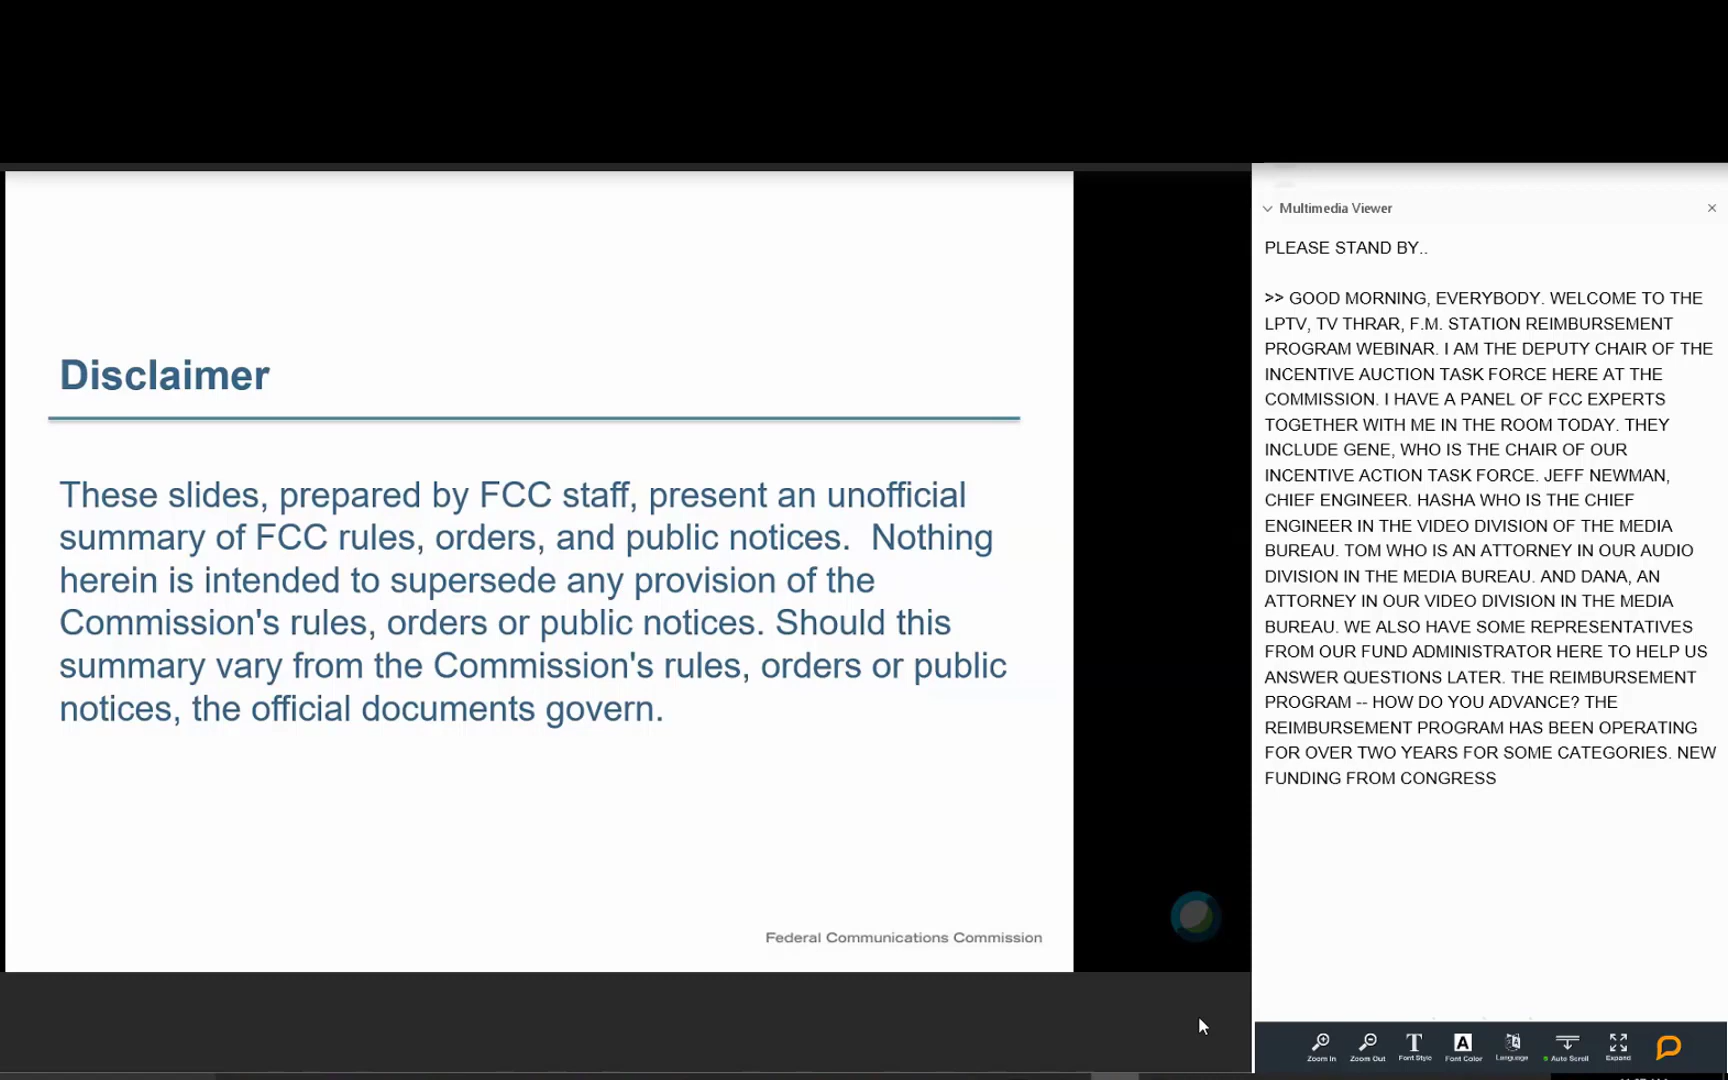 Disclaimer
These slides, prepared by FCC staff, present an unofficial
summary of FCC rules, orders, and public notices.  Nothing
herein is intended to supersede any provision of the
Commission's rules, orders or public notices. Should this
summary vary from the Commission's rules, orders or public
notices, the official documents govern.
Federal Communications Commission
Multimedia Viewer
PLEASE STAND BY..
>> GOOD MORNING, EVERYBODY. WELCOME TO THE
LPTV, TV THRAR, F.M. STATION REIMBURSEMENT
PROGRAM WEBINAR. I AM THE DEPUTY CHAIR OF THE
INCENTIVE AUCTION TASK FORCE HERE AT THE
COMMISSION. I HAVE A PANEL OF FCC EXPERTS
TOGETHER WITH ME IN THE ROOM TODAY. THEY
INCLUDE GENE, WHO IS THE CHAIR OF OUR
INCENTIVE ACTION TASK FORCE. JEFF NEWMAN,
CHIEF ENGINEER. HASHA WHO IS THE CHIEF
ENGINEER IN THE VIDEO DIVISION OF THE MEDIA
BUREAU. TOM WHO IS AN ATTORNEY IN OUR AUDIO
DIVISION IN THE MEDIA BUREAU. AND DANA, AN
ATTORNEY IN OUR VIDEO DIVISION IN THE MEDIA
BUREAU. WE ALSO HAVE SOME REPRESENTATIVES
FROM OUR FUND ADMINISTRATOR HERE TO HELP US
ANSWER QUESTIONS LATER. THE REIMBURSEMENT
PROGRAM -- HOW DO YOU ADVANCE? THE
REIMBURSEMENT PROGRAM HAS BEEN OPERATING
FOR OVER TWO YEARS FOR SOME CATEGORIES. NEW
FUNDING FROM CONGRESS
Zoom In Zoom Out Font Style Font Color Language Auto Scroll Expand